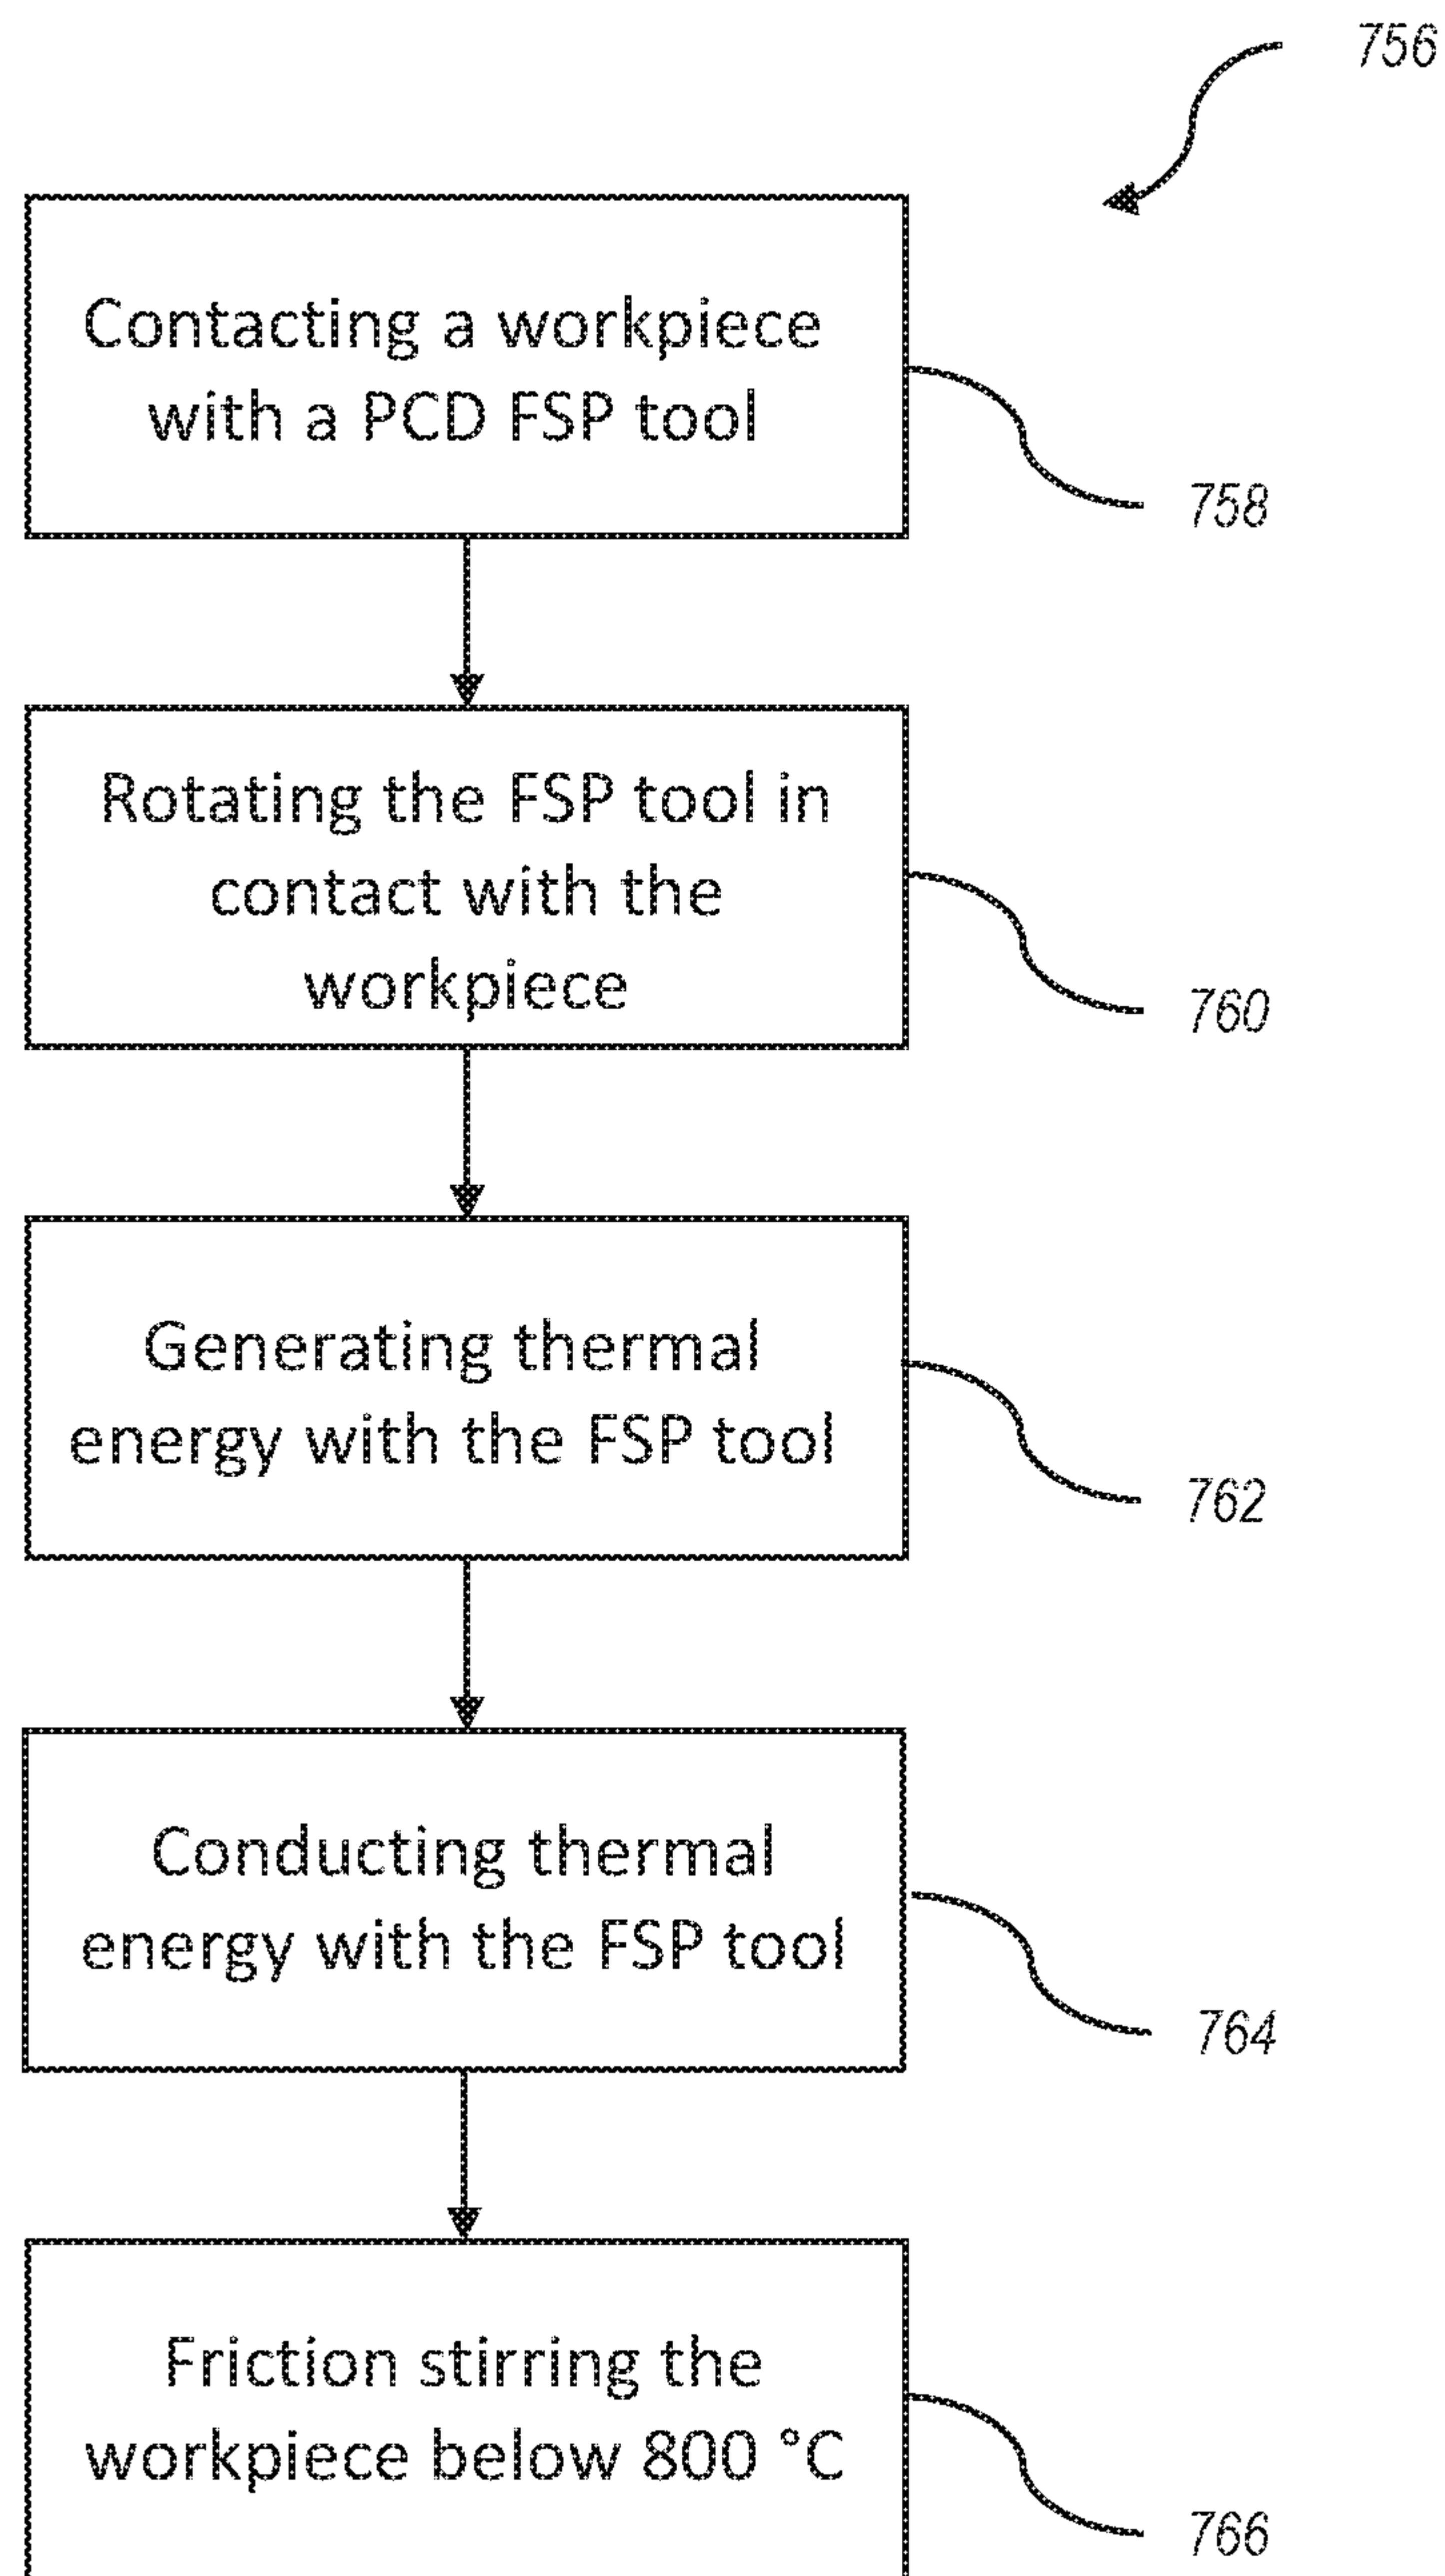 756
Contacting a workpiece
with a PCD FSP tool
758
Rotating the FSP tool in
contact with the
workpiece
760
Generating thermal
energy with the FSP tool
762
Conducting thermal
energy with the FSP tool
764
Friction stirring the
workpiece below 800 °C
766